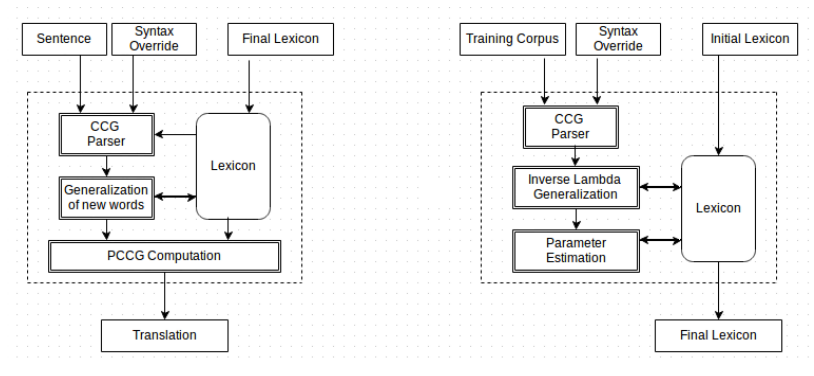 Sentence
Syntax
Override
Final Lexicon
CCG
Parser
Lexicon
Generalization
of new words
PCCG Computation
Translation
Training Corpus
Syntax
Override
Initial Lexicon
CCG
Parser
Inverse Lambda
Generalization
Lexicon
Parameter
Estimation
Final Lexicon